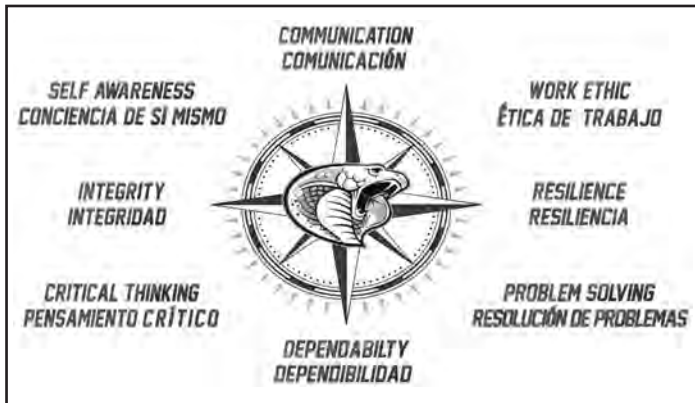 COMMUNICATION
COMUNICACIÓN
SELF AWARENESS
CONCIENCIA DE SÍ MISMO
WORK ETHIC
ÉTICA DE TRABAJO
INTEGRITY
INTEGRIDAD
RESILIENCE
RESILIENCIA
CRITICAL THINKING
PENSAMIENTO CRÍTICO
PROBLEM SOLVING
RESOLUCIÓN DE PROBLEMAS
DEPENDABILTY
DEPENDIBILIDAD